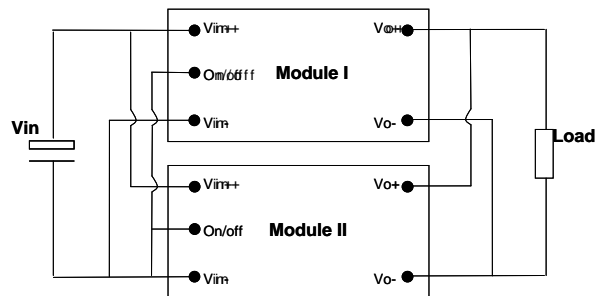 Vin+
Vo+
On/off
Module I
Vin-
Vo-
Vin
Load
Vin+
Vo+
On/off
Module II
Vin-
Vo-